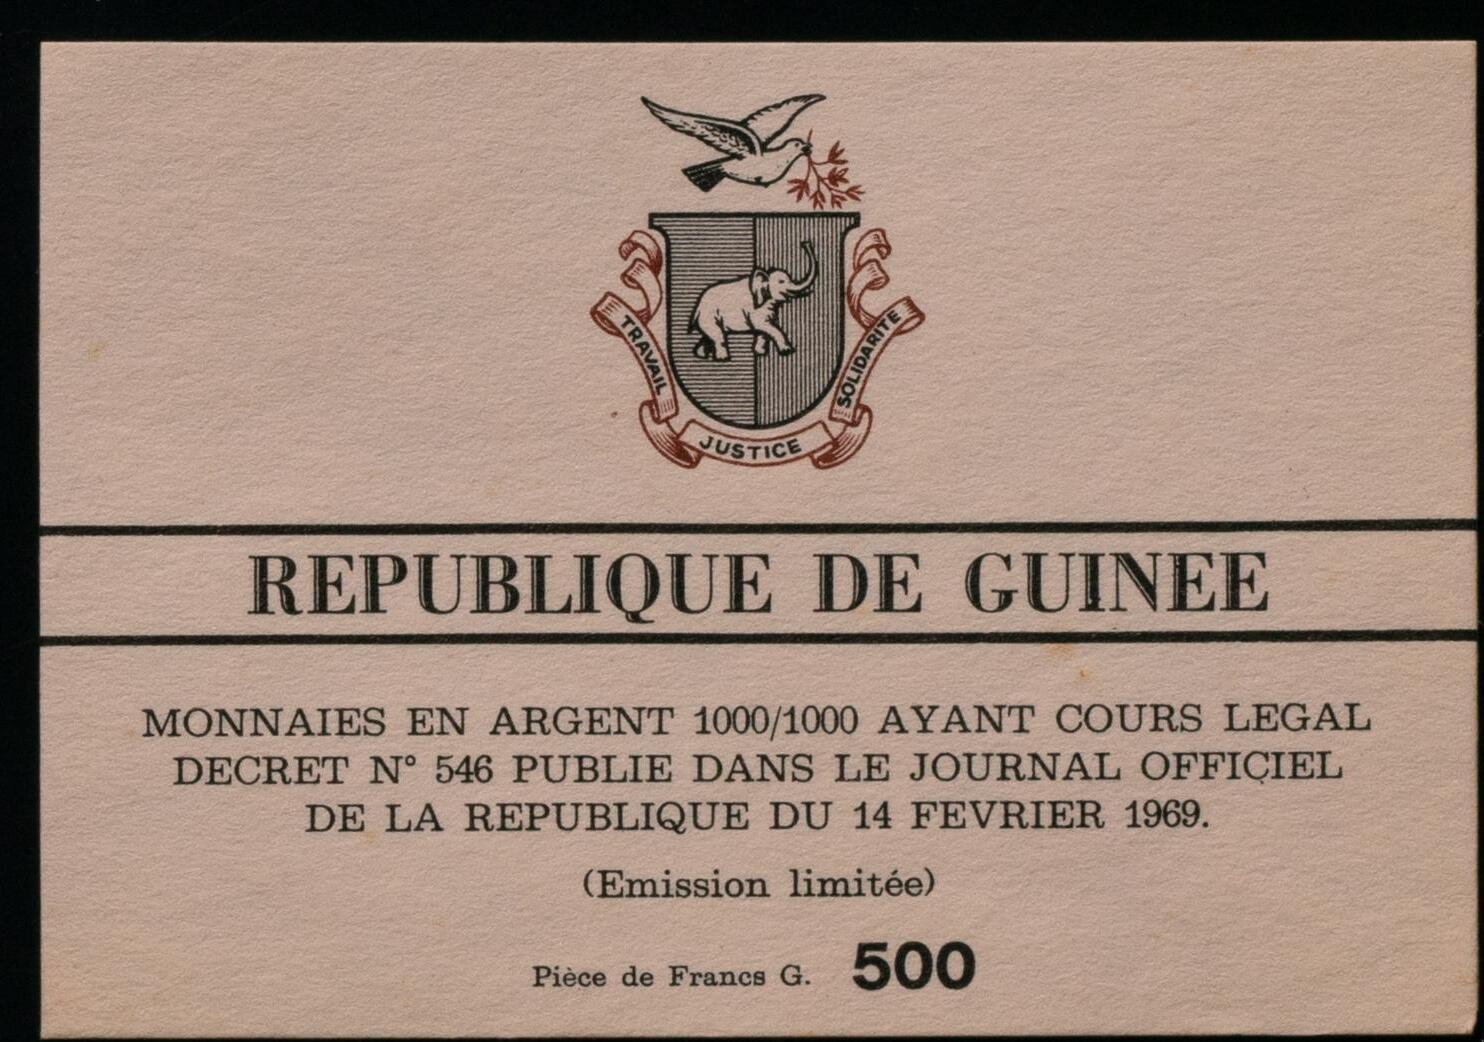 TRAVAIL
JUSTICE
SOLIDARITE
REPUBLIQUE DE GUINEE
MONNAIES EN ARGENT 1000/1000 AYANT COURS LEGAL
DECRET N° 546 PUBLIE DANS LE JOURNAL OFFICIEL
DE LA REPUBLIQUE DU 14 FEVRIER 1969.
(Emission limitée)
Pièce de Francs G. 500